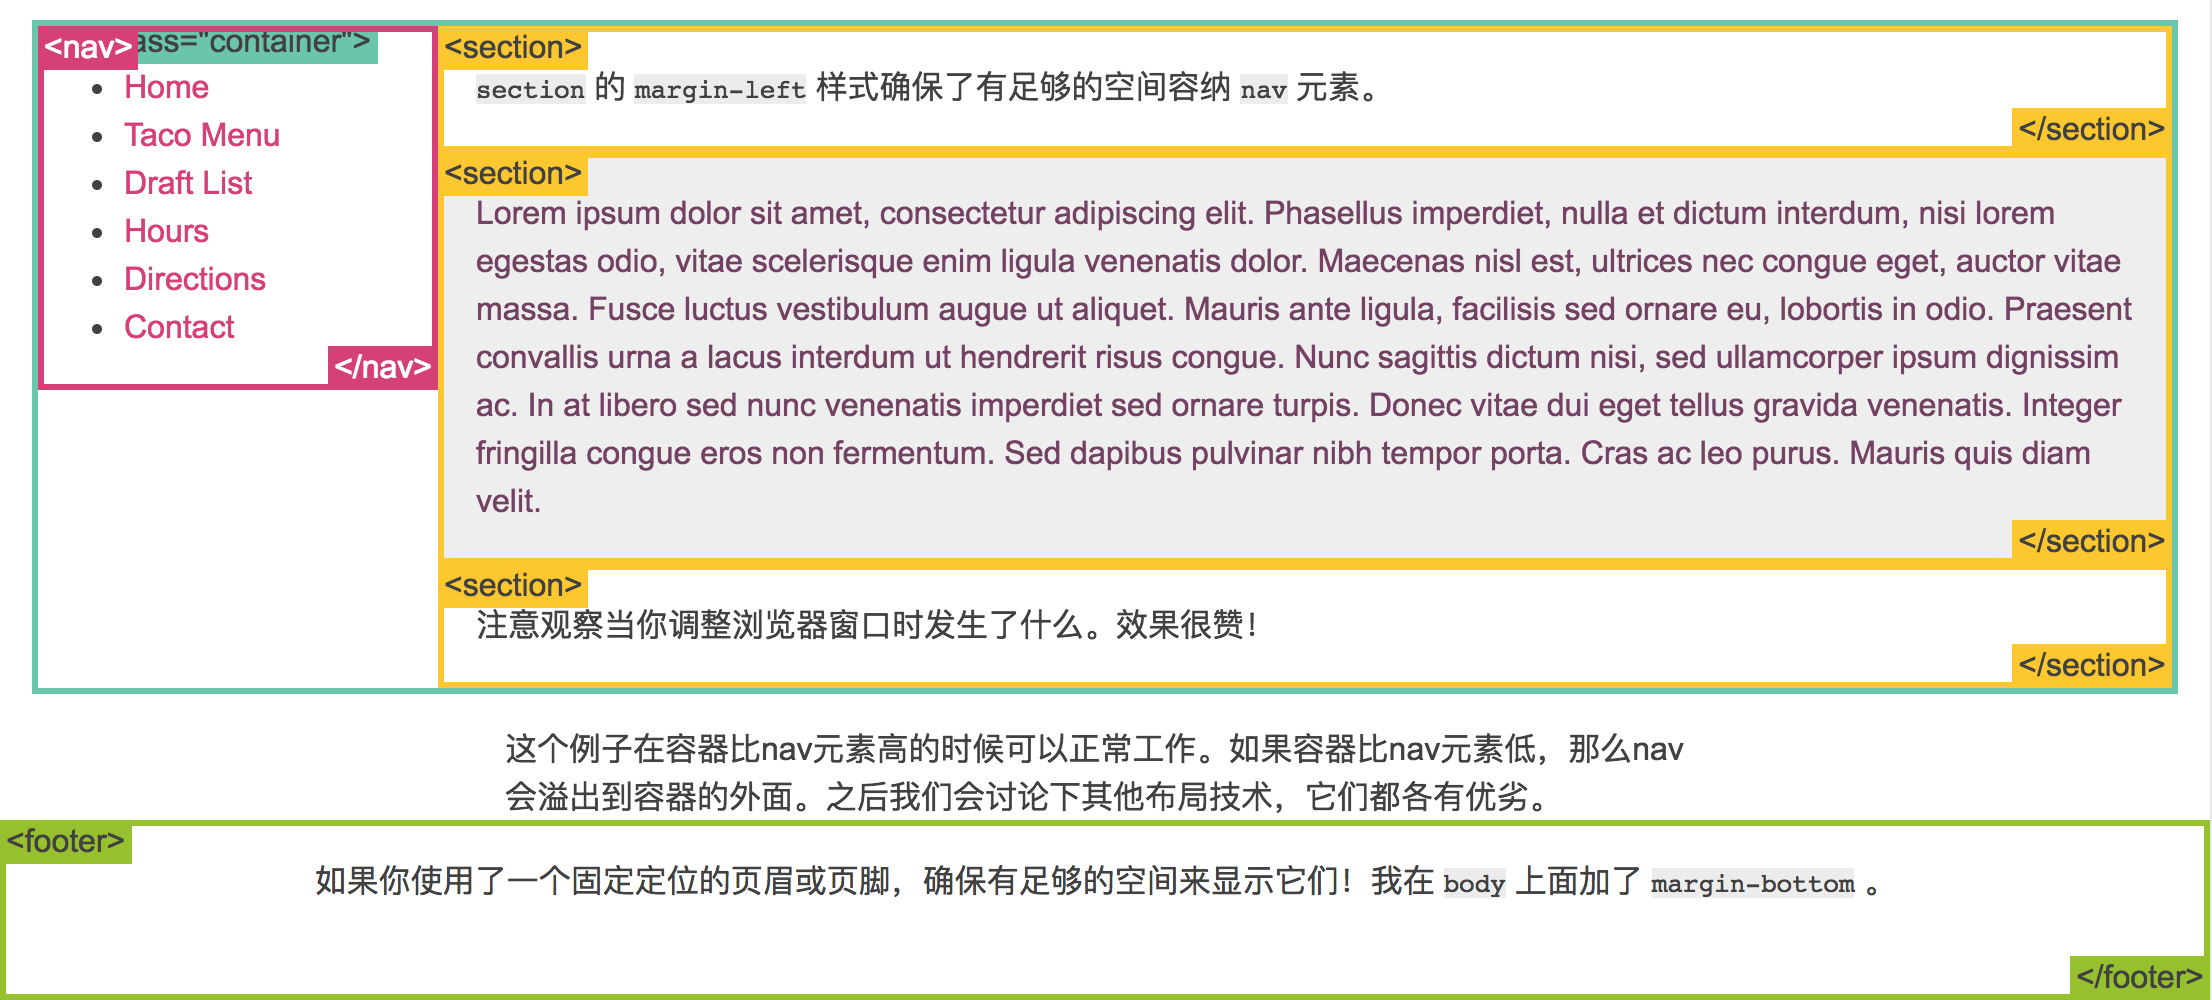 <nav>
ass="container">
Home
Taco Menu
Draft List
Hours
Directions
Contact
</nav>
<section>
section 的 margin-left 样式确保了有足够的空间容纳 nav 元素。
</section>
<section>
Lorem ipsum dolor sit amet, consectetur adipiscing elit. Phasellus imperdiet, nulla et dictum interdum, nisi lorem
egestas odio, vitae scelerisque enim ligula venenatis dolor. Maecenas nisl est, ultrices nec congue eget, auctor vitae
massa. Fusce luctus vestibulum augue ut aliquet. Mauris ante ligula, facilisis sed ornare eu, lobortis in odio. Praesent
convallis urna a lacus interdum ut hendrerit risus congue. Nunc sagittis dictum nisi, sed ullamcorper ipsum dignissim
ac. In at libero sed nunc venenatis imperdiet sed ornare turpis. Donec vitae dui eget tellus gravida venenatis. Integer
fringilla congue eros non fermentum. Sed dapibus pulvinar nibh tempor porta. Cras ac leo purus. Mauris quis diam
velit.
</section>
<section>
注意观察当你调整浏览器窗口时发生了什么。效果很赞！
</section>
这个例子在容器比nav元素高的时候可以正常工作。如果容器比nav元素低，那么nav
会溢出到容器的外面。之后我们会讨论下其他布局技术，它们都各有优劣。
<footer>
如果你使用了一个固定定位的页眉或页脚，确保有足够的空间来显示它们！我在 body 上面加了 margin-bottom 。
</footer>